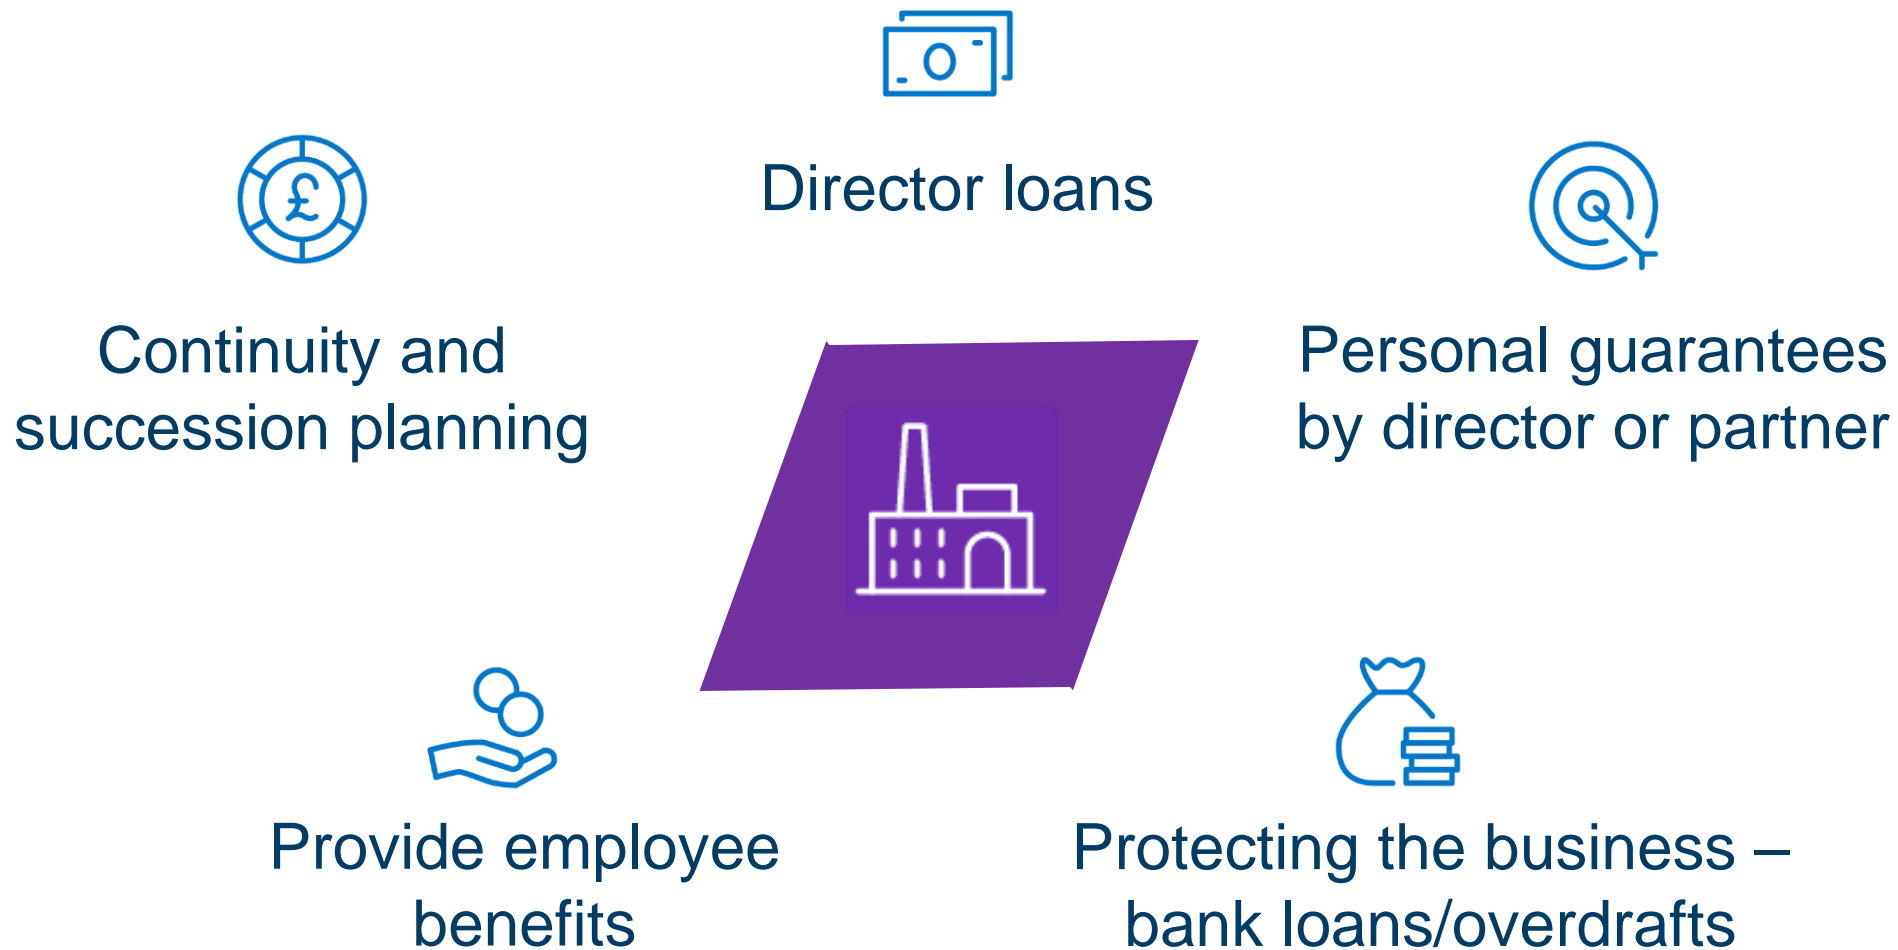 Director loans
Continuity and
succession planning
Personal guarantees
by director or partner
Provide employee
benefits
Protecting the business –
bank loans/overdrafts